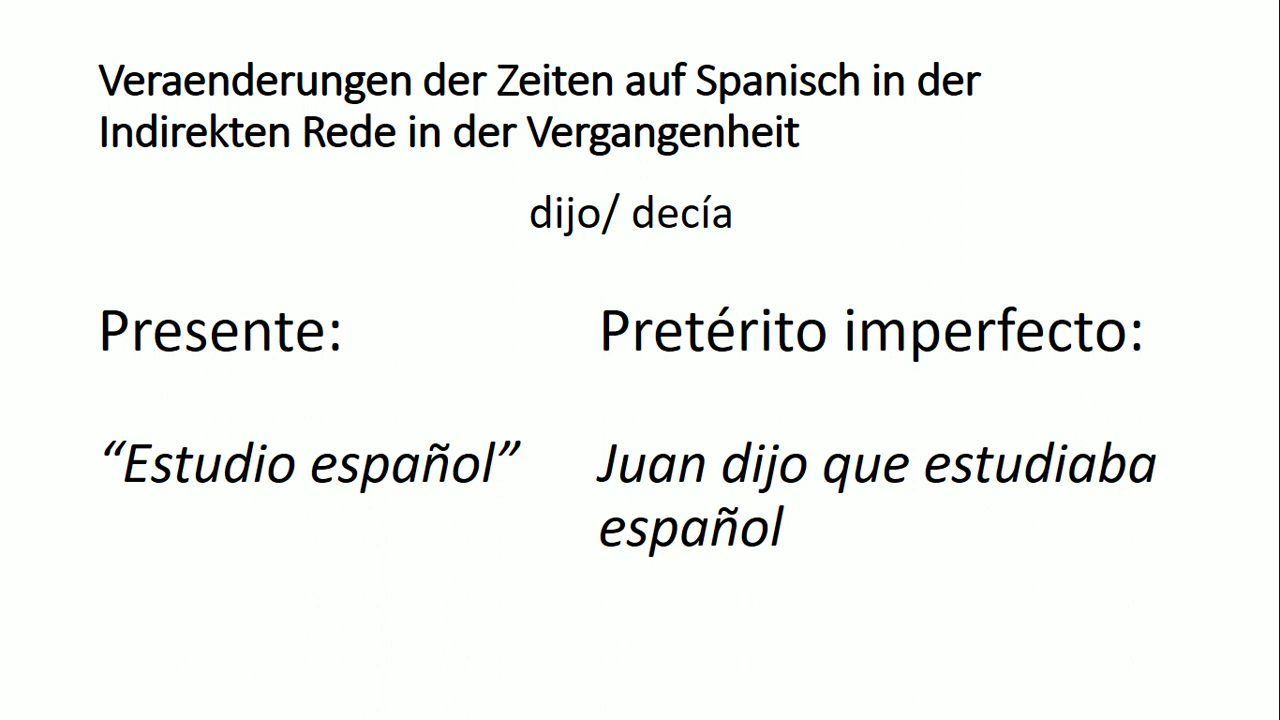 Veraenderungen der Zeiten auf Spanisch in der
Indirekten Rede in der Vergangenheit
dijo/ decía
Presente:
Pretérito imperfecto:
“Estudio español”
Juan dijo que estudiaba
español